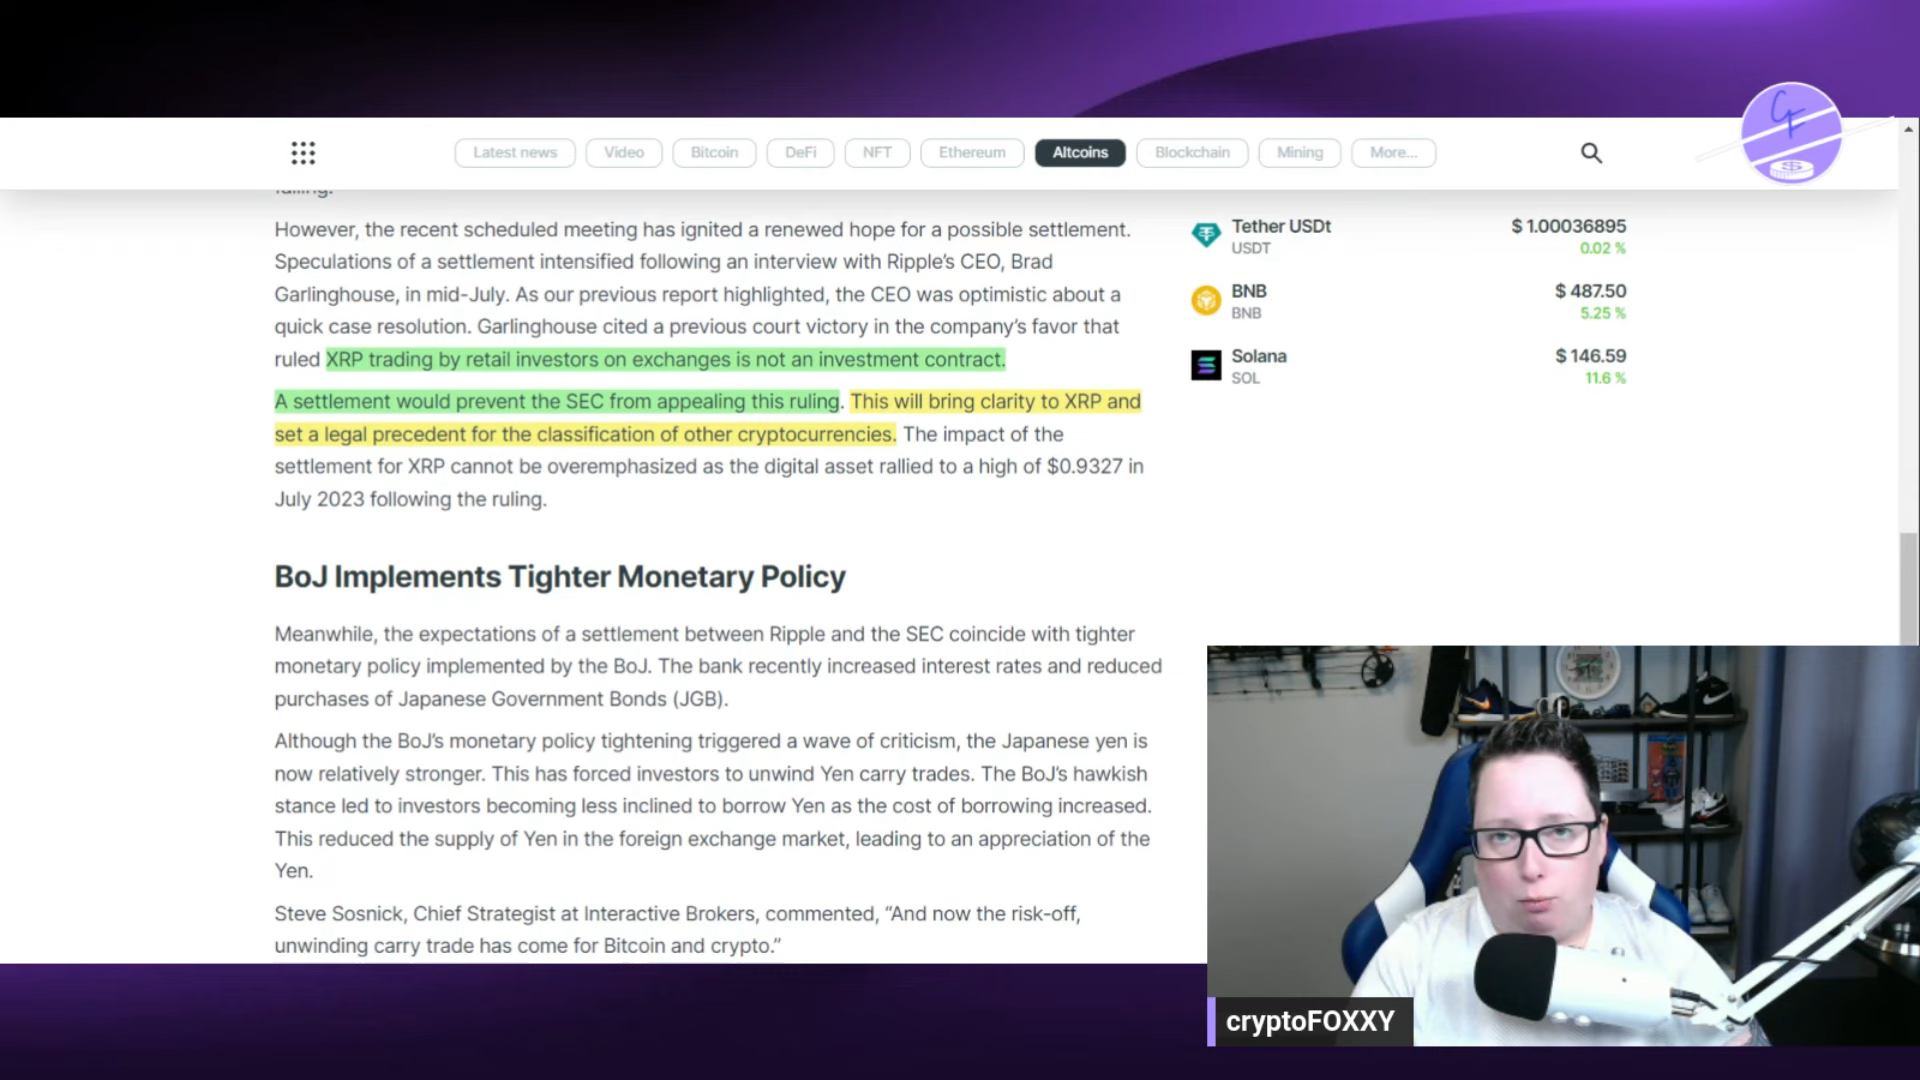 Latest news Video Bitcoin DeFi NFT Ethereum Altcoins Blockchain Mining More...
However, the recent scheduled meeting has ignited a renewed hope for a possible settlement.
Speculations of a settlement intensified following an interview with Ripple's CEO, Brad
Garlinghouse, in mid-July. As our previous report highlighted, the CEO was optimistic about a
quick case resolution. Garlinghouse cited a previous court victory in the company's favor that
ruled XRP trading by retail investors on exchanges is not an investment contract.
A settlement would prevent the SEC from appealing this ruling. This will bring clarity to XRP and
set a legal precedent for the classification of other cryptocurrencies. The impact of the
settlement for XRP cannot be overemphasized as the digital asset rallied to a high of $0.9327 in
July 2023 following the ruling.
BoJ Implements Tighter Monetary Policy
Meanwhile, the expectations of a settlement between Ripple and the SEC coincide with tighter
monetary policy implemented by the BoJ. The bank recently increased interest rates and reduced
purchases of Japanese Government Bonds (JGB).
Although the BoJ's monetary policy tightening triggered a wave of criticism, the Japanese yen is
now relatively stronger. This has forced investors to unwind Yen carry trades. The BoJ's hawkish
stance led to investors becoming less inclined to borrow Yen as the cost of borrowing increased.
This reduced the supply of Yen in the foreign exchange market, leading to an appreciation of the
Yen.
Steve Sosnick, Chief Strategist at Interactive Brokers, commented, “And now the risk-off,
unwinding carry trade has come for Bitcoin and crypto.”
Tether USDt $ 1.00036895
USDT 0.02 %
BNB $ 487.50
BNB 5.25 %
Solana $ 146.59
SOL 11.6 %
cryptoFOXXY